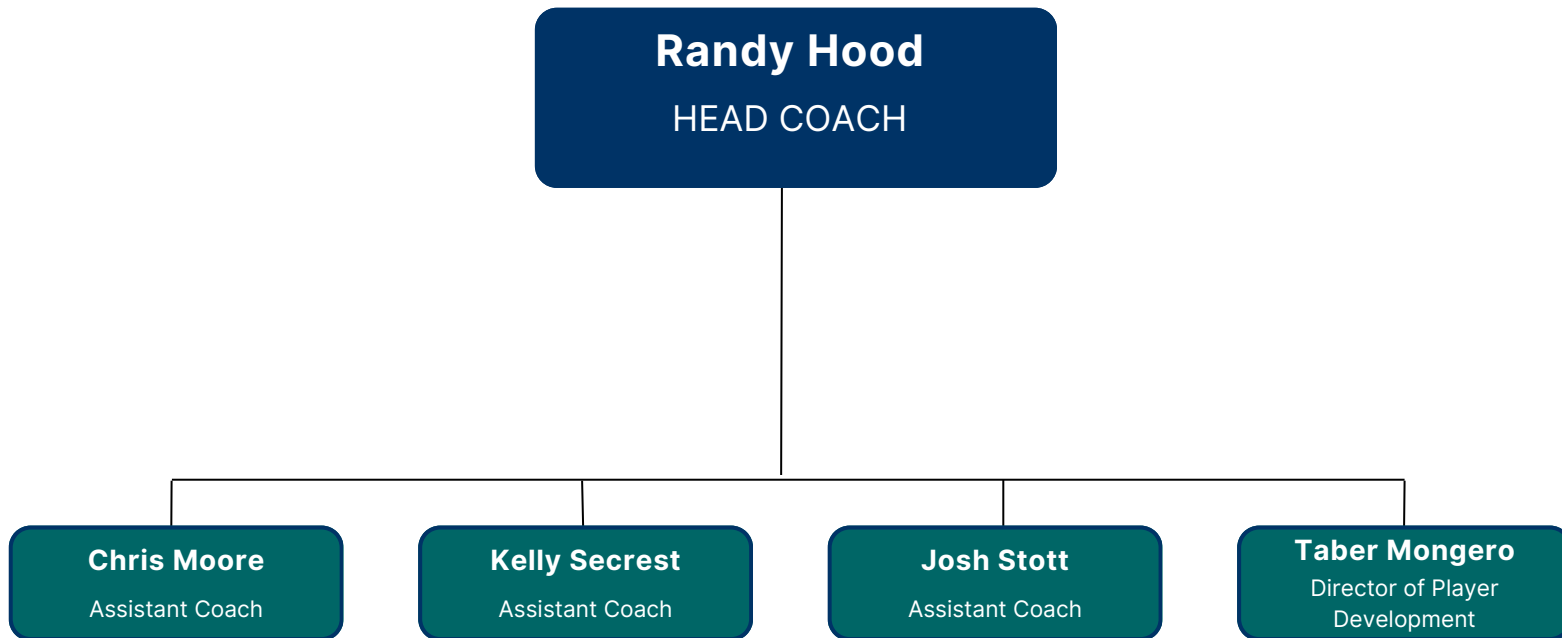 Randy Hood
HEAD COACH
Chris Moore
Assistant Coach
Kelly Secrest
Assistant Coach
Josh Stott
Assistant Coach
Taber Mongero
Director of Player
Development